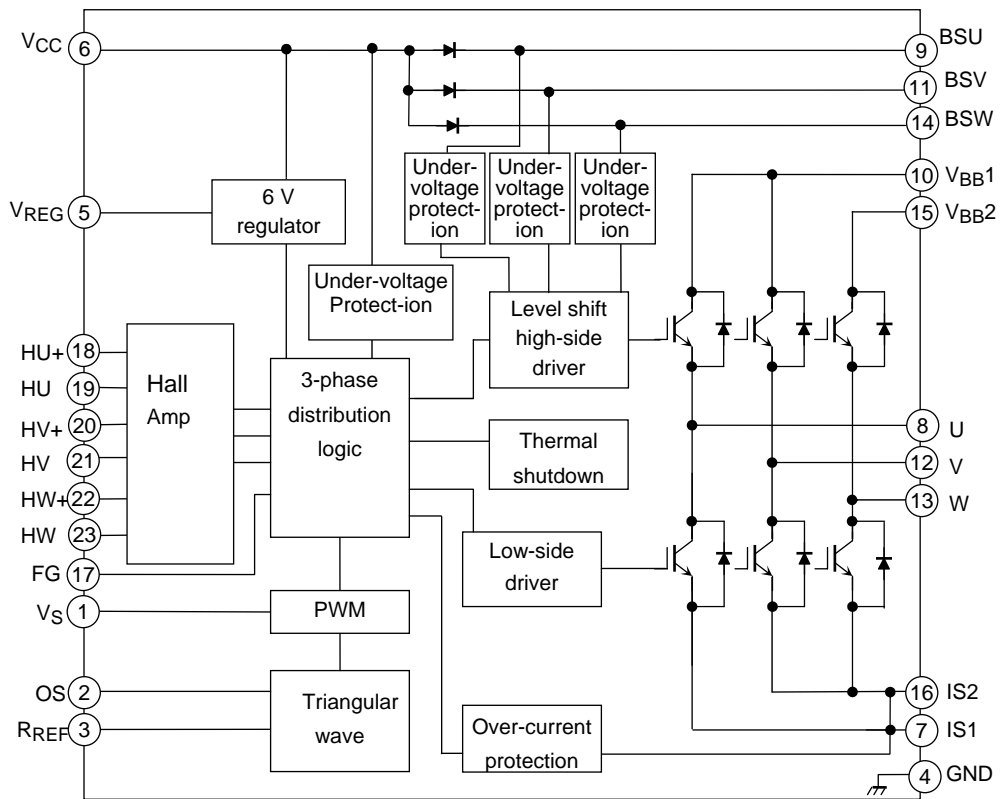 VCC
6
9
BSU
11
BSV
14
BSW
Under-
voltage
protect-
ion
Under-
voltage
protect-
ion
Under-
voltage
protect-
ion
10
VBB1
15
VBB2
VREG
5
6 V
regulator
Under-voltage
Protect-ion
Level shift
high-side
driver
HU+
18
HU
19
HV+
20
HV
21
HW+
22
HW
23
Hall
Amp
3-phase
distribution
logic
Thermal
shutdown
8
U
12
V
13
W
FG
17
Low-side
driver
VS
1
PWM
OS
2
RREF
3
Triangular
wave
Over-current
protection
16
IS2
7
IS1
4
GND